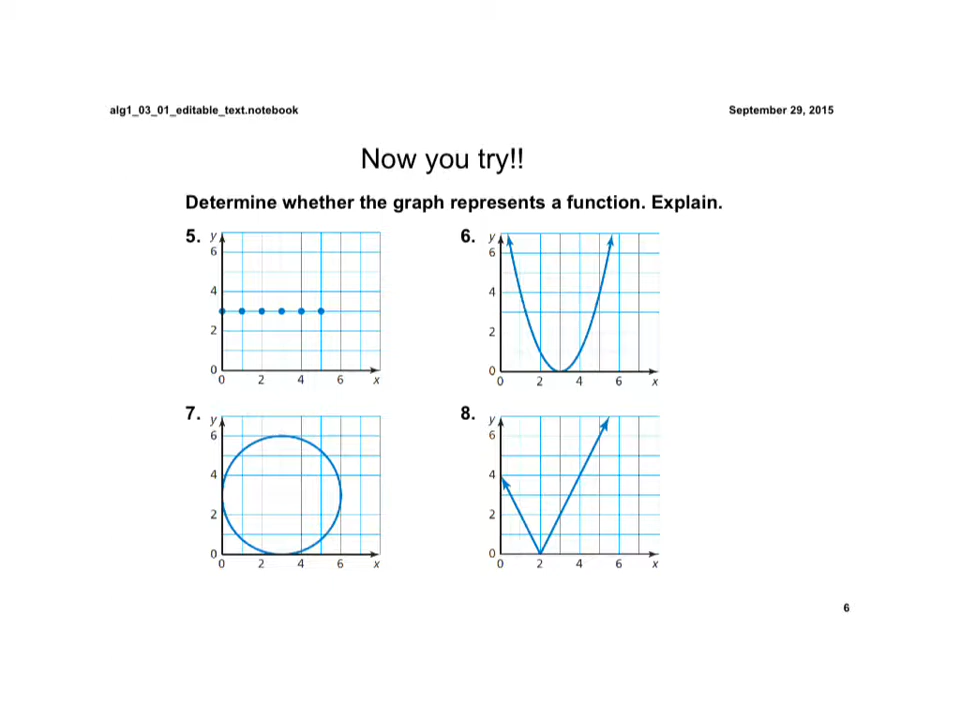 alg1_03_01_editable_text.notebook
September 29, 2015
Now you try!!
Determine whether the graph represents a function. Explain.
5.
y
6
4
2
0
0 2 4 6 x
6.
y
6
4
2
0
0 2 4 6 x
7.
y
6
4
2
0
0 2 4 6 x
8.
y
6
4
2
0
0 2 4 6 x
6